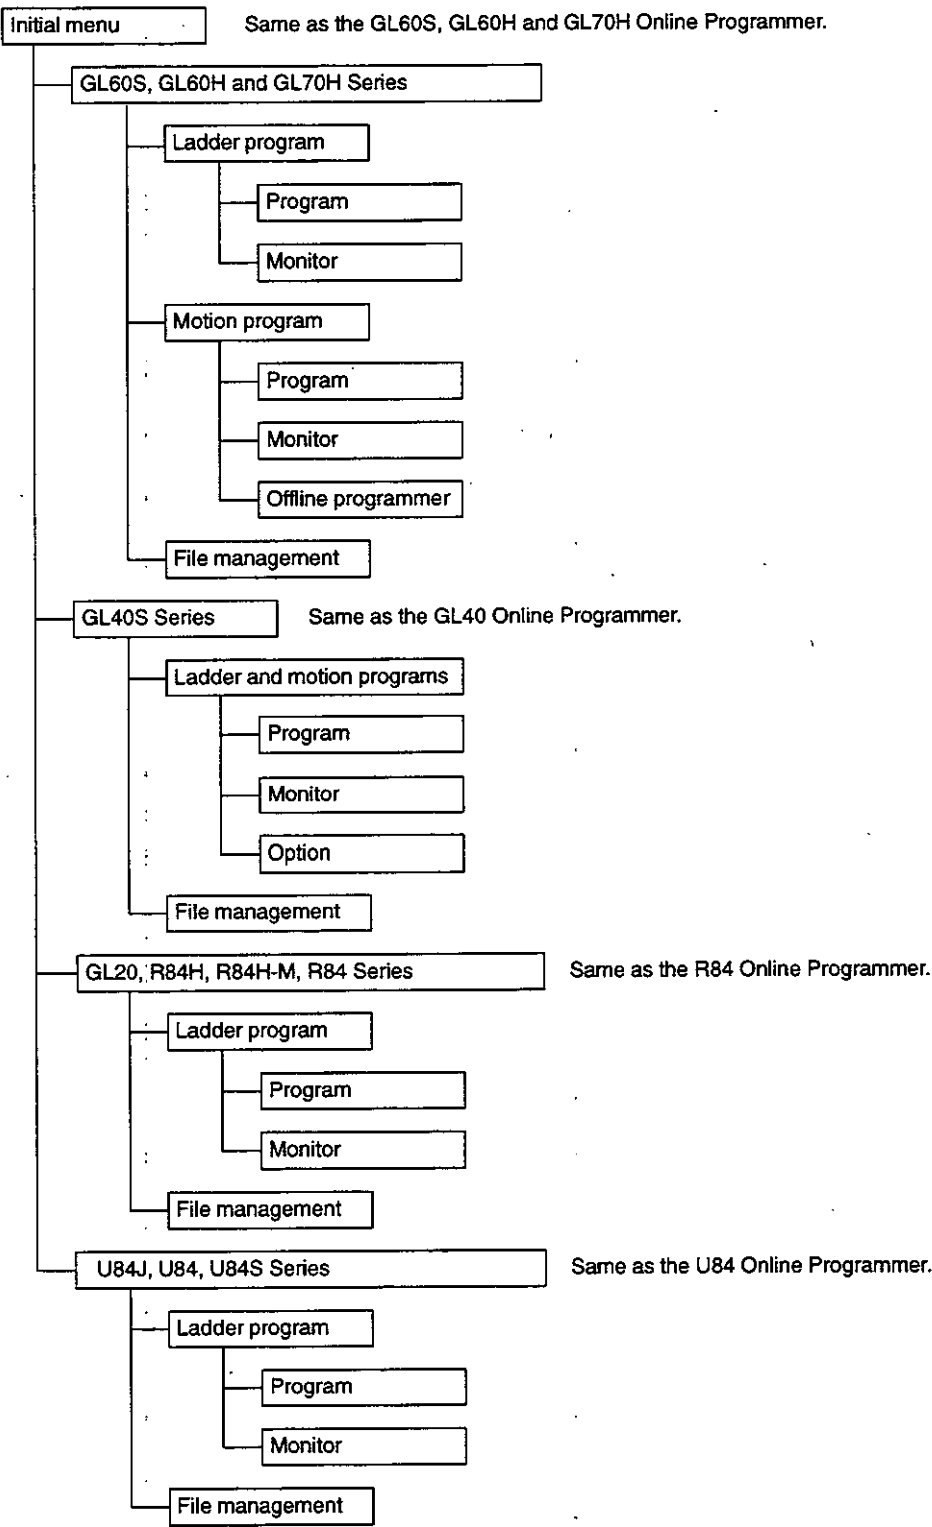 Initial menu Same as the GL60S, GL60H and GL70H Online Programmer.
GL60S, GL60H and GL70H Series
Ladder program
Program
Monitor
Motion program
Program
Monitor
Offline programmer
File management
GL40S Series Same as the GL40 Online Programmer.
Ladder and motion programs
Program
Monitor
Option
File management
GL20, R84H, R84H-M, R84 Series Same as the R84 Online Programmer.
Ladder program
Program
Monitor
File management
U84J, U84, U84S Series Same as the U84 Online Programmer.
Ladder program
Program
Monitor
File management